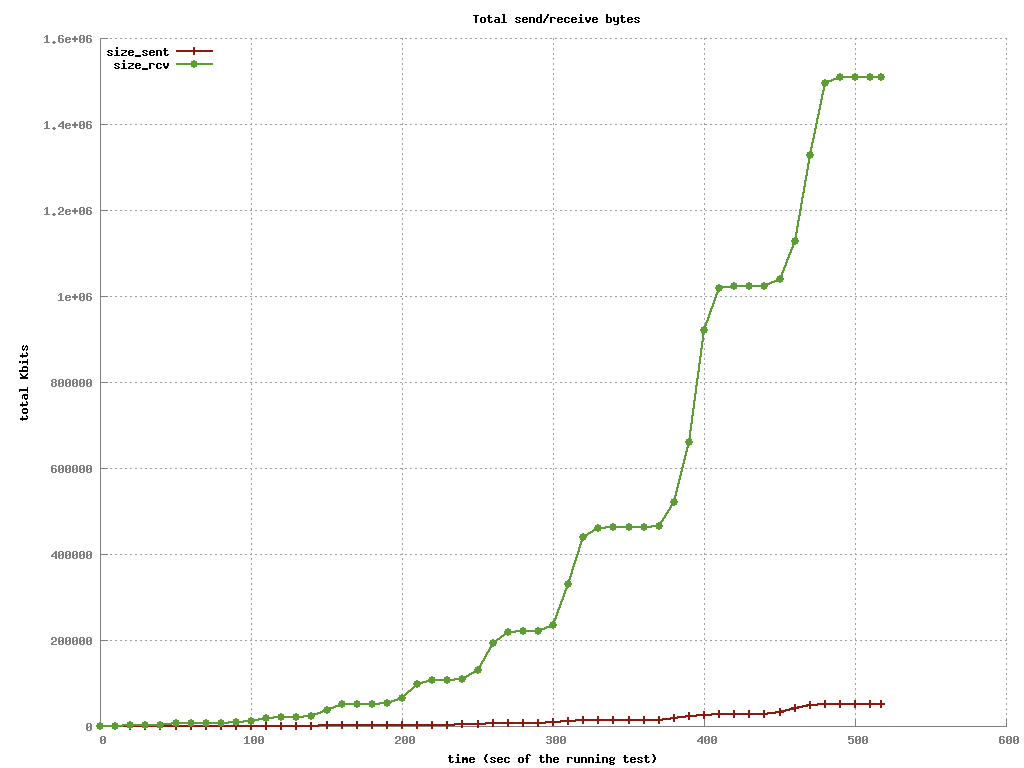 Total send/receive bytes
1.6e+06
size_sent
size_rcv
1.4e+06
1.2e+06
1e+06
total Kbits
800000
600000
400000
200000
0
0 100 200 300 400 500 600
time (sec of the running test)